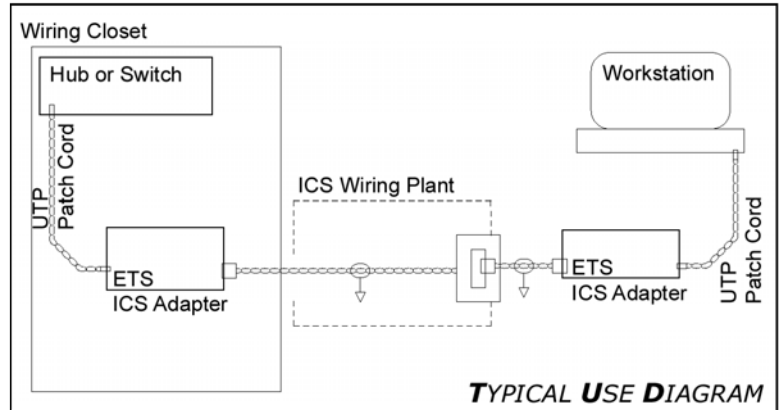 Wiring Closet
Hub or Switch
UTP
Patch Cord
ETS
ICS Adapter
ICS Wiring Plant
Workstation
ETS
ICS Adapter
UTP
Patch Cord
TYPICAL USE DIAGRAM